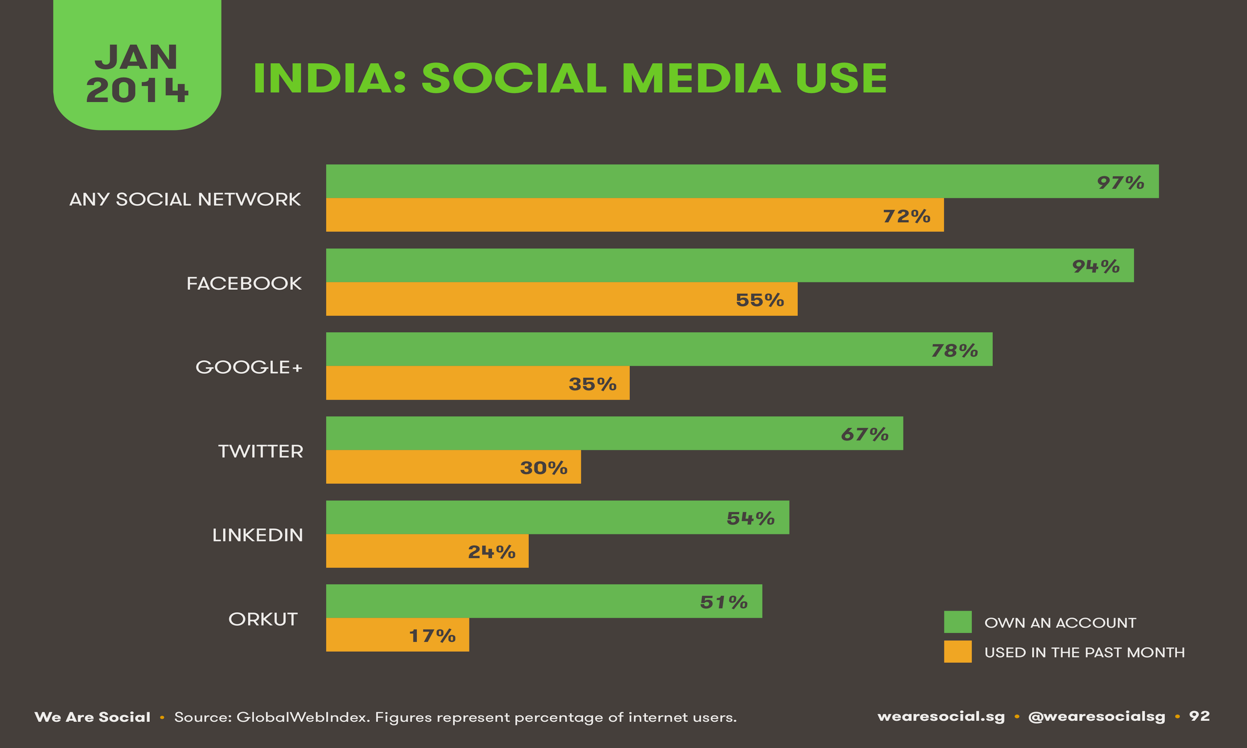 JAN
2014
INDIA: SOCIAL MEDIA USE
ANY SOCIAL NETWORK
97%
72%
FACEBOOK
94%
55%
GOOGLE+
78%
35%
TWITTER
67%
30%
LINKEDIN
54%
24%
ORKUT
51%
17%
OWN AN ACCOUNT
USED IN THE PAST MONTH
We Are Social • Source: GlobalWebIndex. Figures represent percentage of internet users.
wearesocial.sg • @wearesocialsg • 92